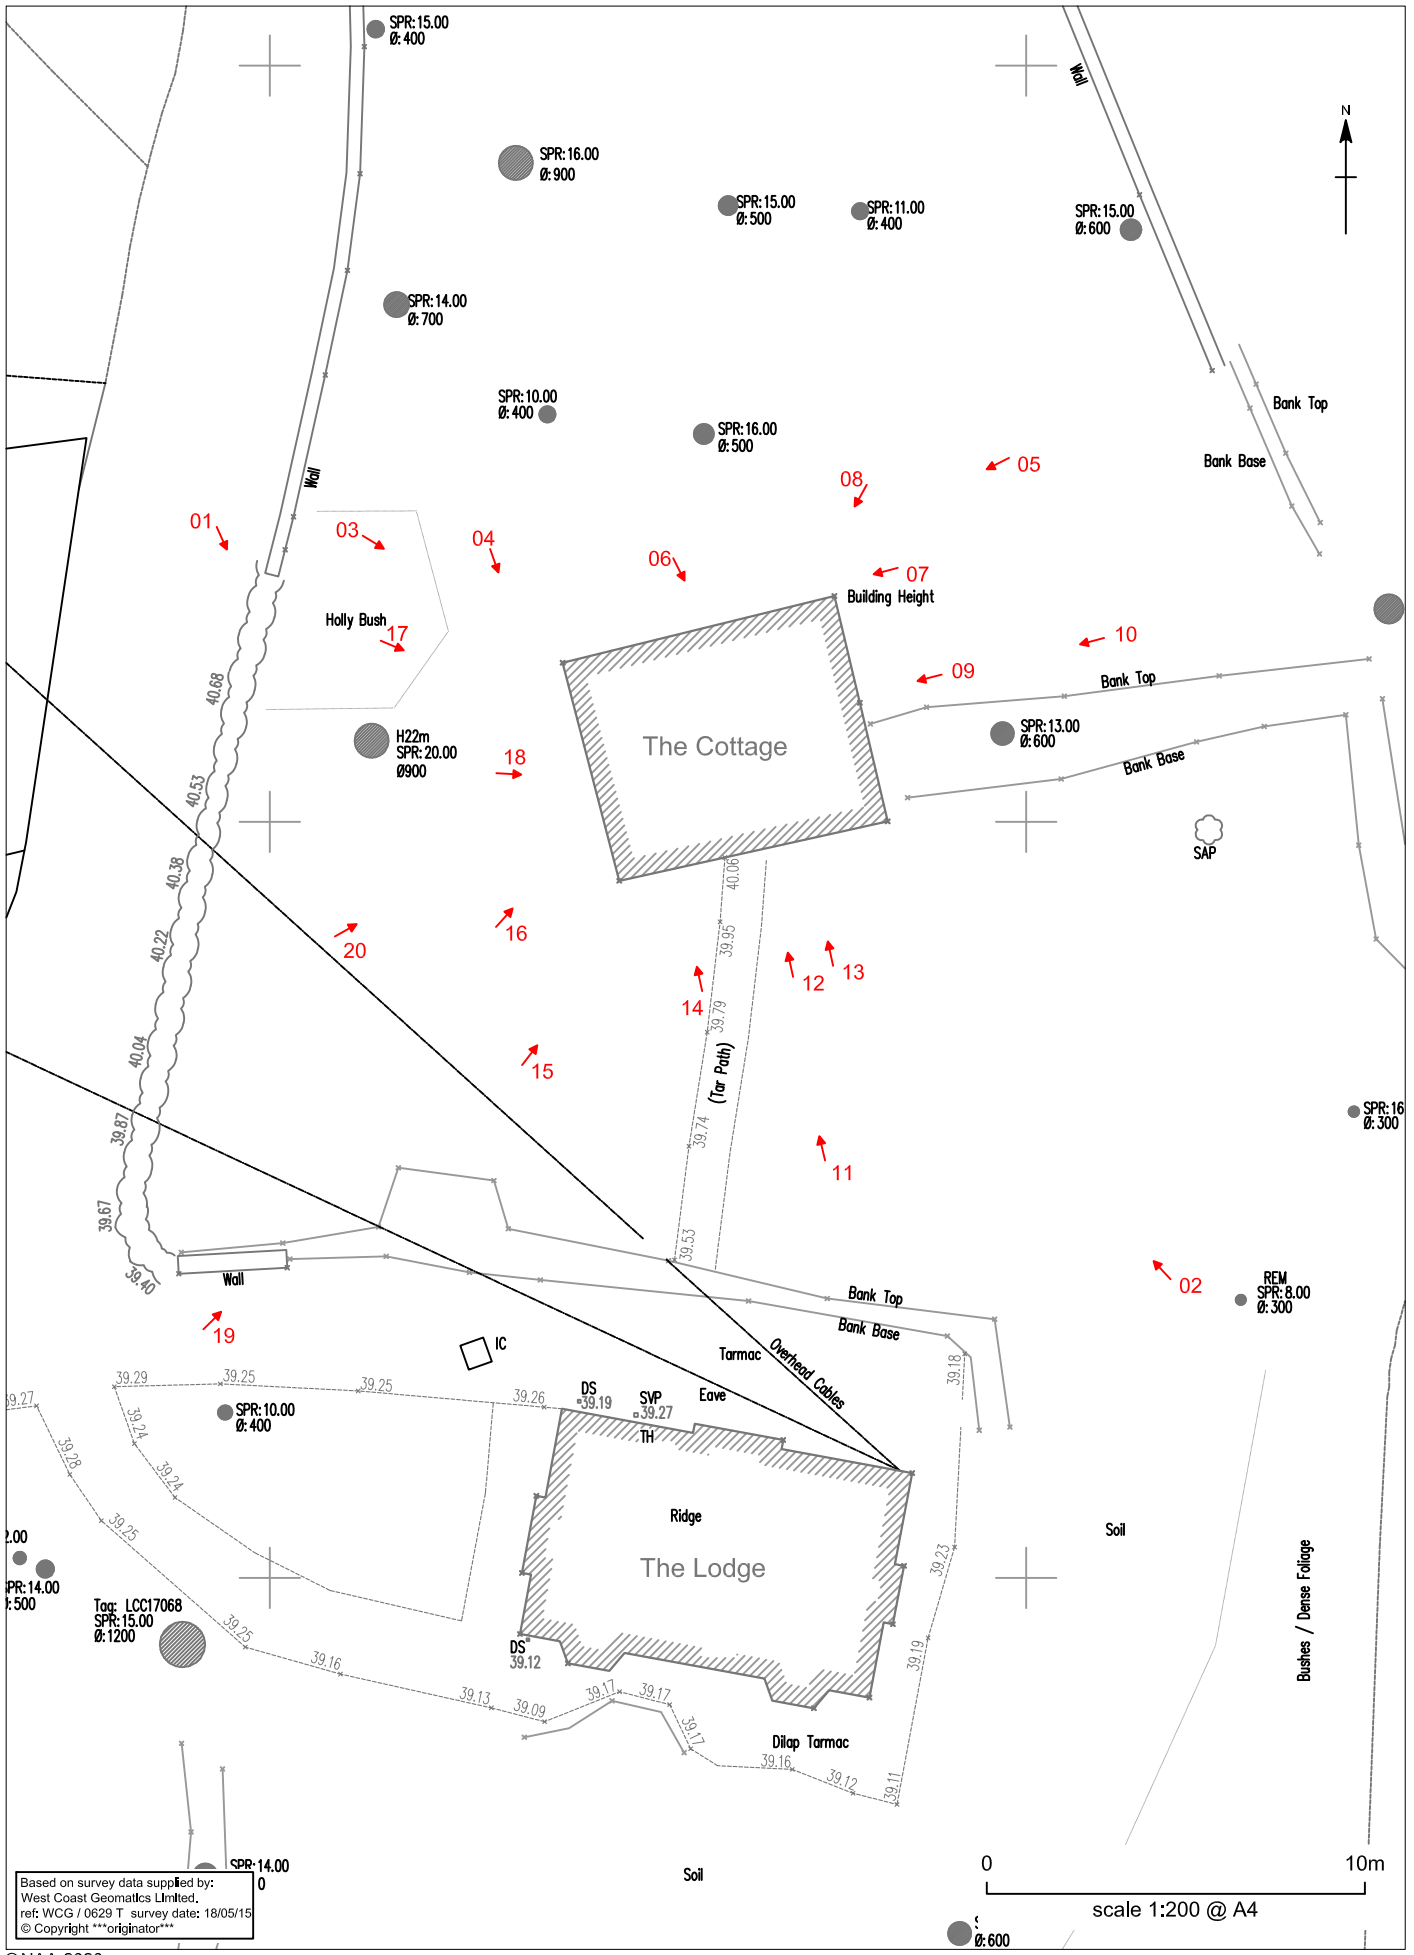 SPR:15.00
Ø:400
Wall
N
SPR:16.00
Ø:900
SPR:15.00
Ø:500
SPR:11.00
Ø:400
SPR:15.00
Ø:600
SPR:14.00
Ø:700
SPR:10.00
Ø:400
SPR:16.00
Ø:500
Bank Top
Bank Base
Wall
01
03
04
05
06
07
08
Building Height
Holly Bush
17
10
09
Bank Top
40.68
H22m
SPR:20.00
Ø900
18
The Cottage
SPR:13.00
Ø:600
Bank Base
40.53
SAP
40.38
40.06
40.22
20
16
39.95
12
13
14
39.79
40.04
15
(Tar Path)
39.87
39.74
SPR:16
Ø:300
11
39.67
39.53
39.40
Wall
02
REM
SPR:8.00
Ø:300
Bank Top
Bank Base
19
IC
Tarmac
Overhead Cables
39.18
39.29
39.25
39.25
39.26
DS
39.19
SVP
39.27
Eave
TH
39.27
SPR:10.00
Ø:400
39.24
39.28
39.24
39.25
Ridge
The Lodge
Soil
39.23
Bushes / Dense Foliage
2.00
PR:14.00
:500
Tag: LCC17068
SPR:15.00
Ø:1200
39.25
DS
39.12
39.19
39.16
39.13
39.09
39.17
39.17
39.17
Dilap Tarmac
39.16
39.12
39.11
SPR:14.00
0
Soil
0
10m
scale 1:200 @ A4
Based on survey data supplied by:
West Coast Geomatics Limited.
ref: WCG / 0629 T survey date: 18/05/15
© Copyright ***originator***
Ø:600